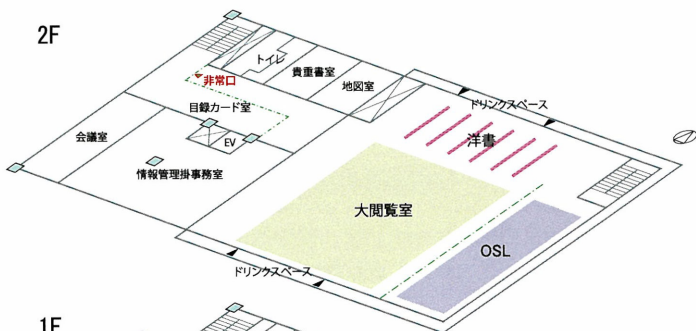 2F
トイレ
貴重書室
地図室
非常口
目録カード室
ドリンクスペース
洋書
会議室
EV
情報管理掛事務室
大閲覧室
OSL
ドリンクスペース
1F